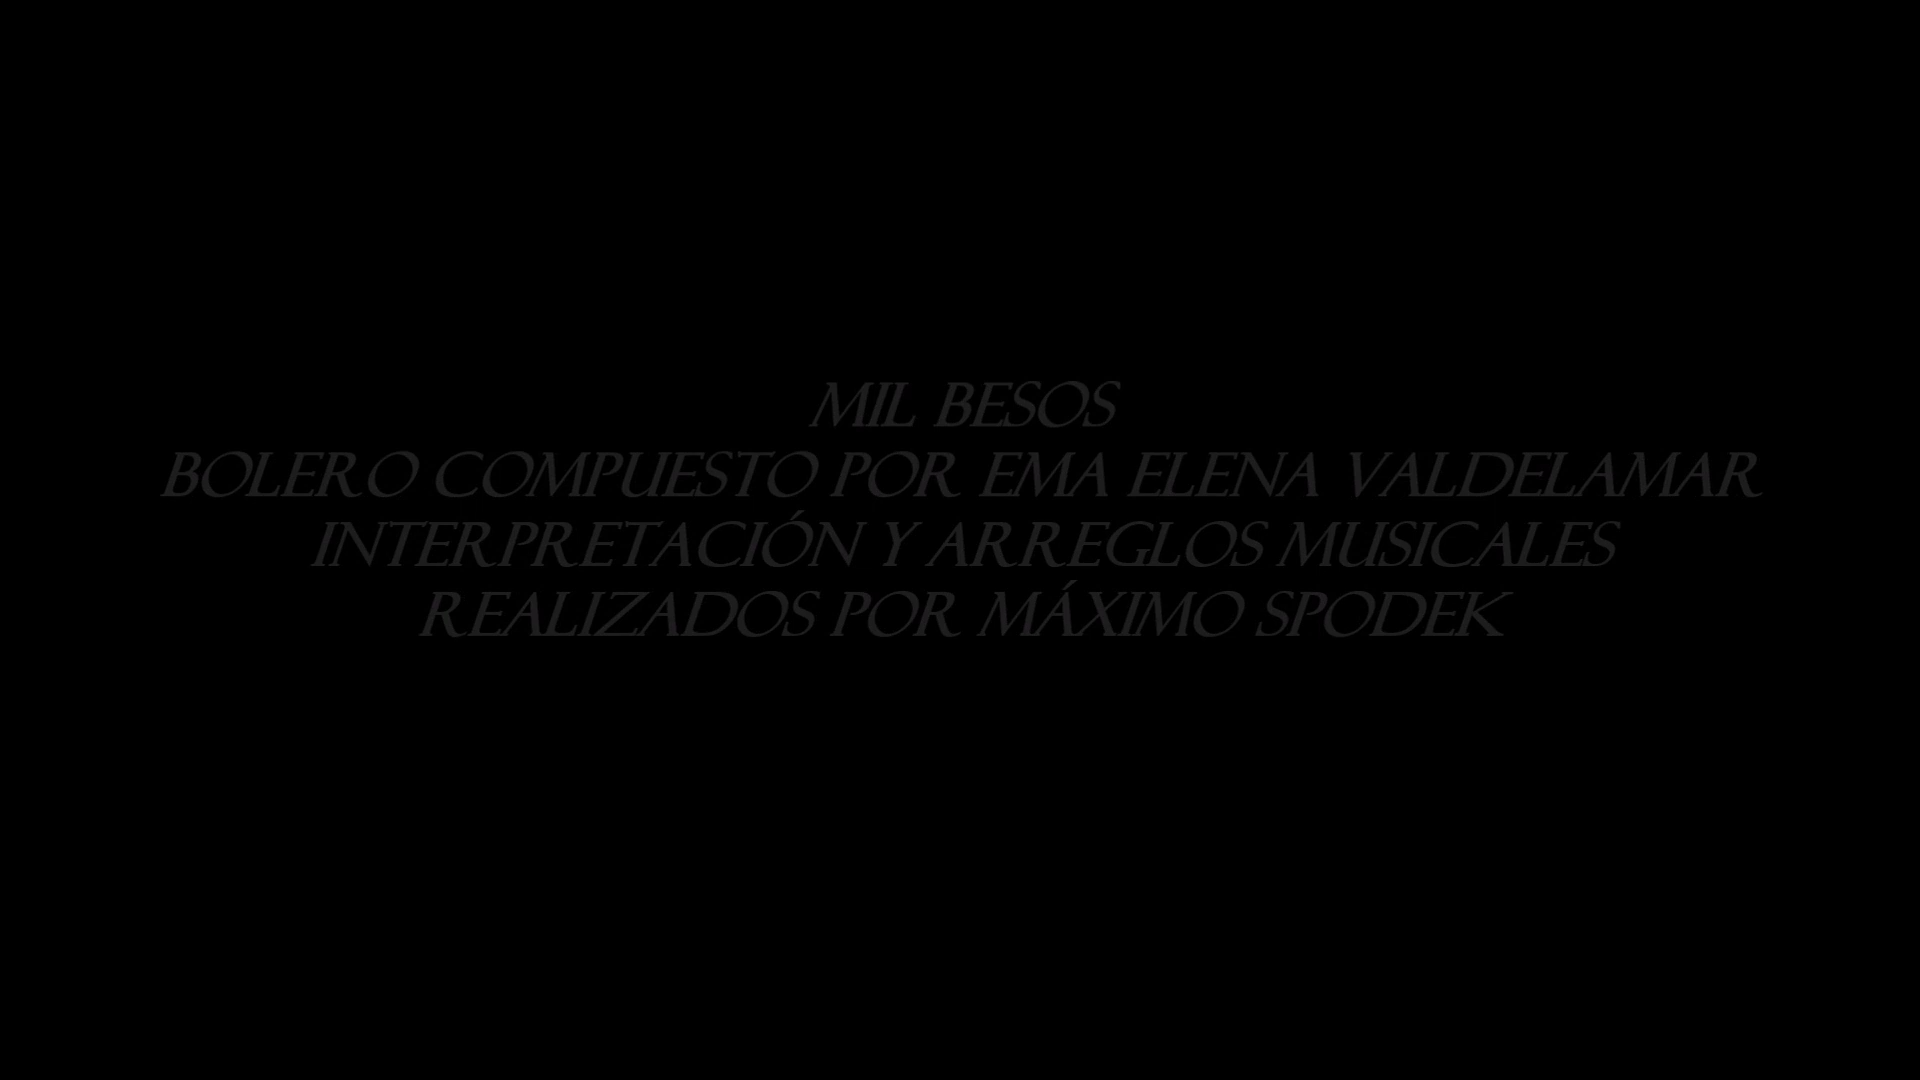 MIL BESOS
BOLERO COMPUESTO POR EMA ELENA VALDELAMAR
INTERPRETACIÓN Y ARREGLOS MUSICALES
REALIZADOS POR MÁXIMO SPODEK